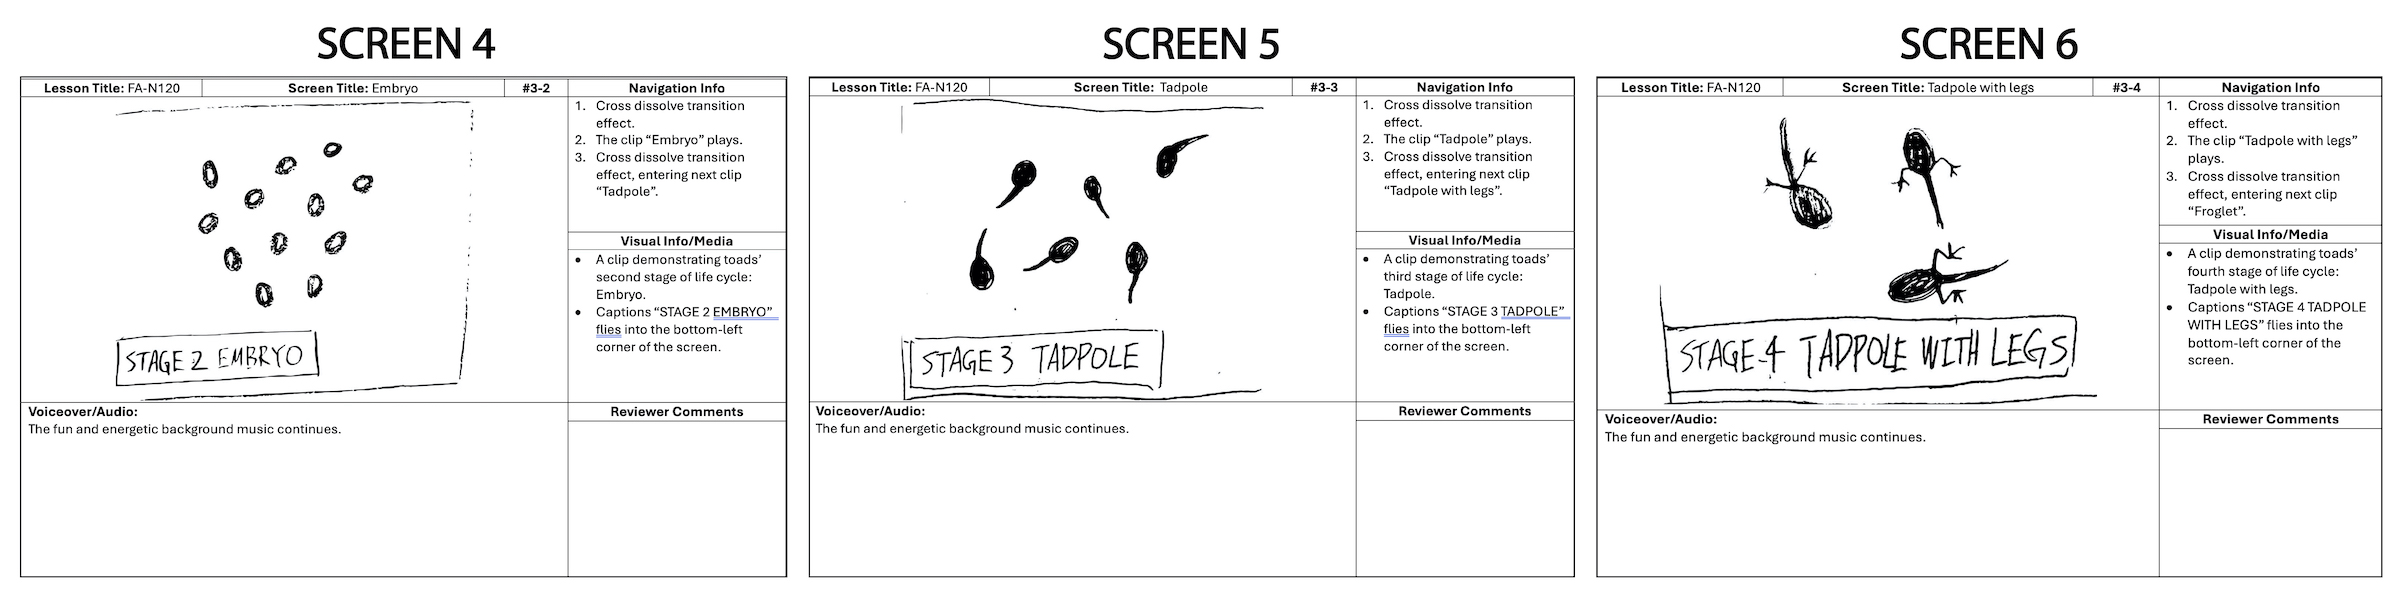 SCREEN 4
Lesson Title: FA-N120
Screen Title: Embryo
#3-2
Navigation Info
1. Cross dissolve transition
effect.
2. The clip “Embryo” plays.
3. Cross dissolve transition
effect, entering next clip
“Tadpole”.
STAGE 2 EMBRYO
Visual Info/Media
• A clip demonstrating toads’
second stage of life cycle:
Embryo.
• Captions “STAGE 2 EMBRYO”
flies into the bottom-left
corner of the screen.
Voiceover/Audio:
The fun and energetic background music continues.
Reviewer Comments
SCREEN 5
Lesson Title: FA-N120
Screen Title: Tadpole
#3-3
Navigation Info
1. Cross dissolve transition
effect.
2. The clip “Tadpole” plays.
3. Cross dissolve transition
effect, entering next clip
“Tadpole with legs”.
STAGE 3 TADPOLE
Visual Info/Media
• A clip demonstrating toads’
third stage of life cycle:
Tadpole.
• Captions “STAGE 3 TADPOLE”
flies into the bottom-left
corner of the screen.
Voiceover/Audio:
The fun and energetic background music continues.
Reviewer Comments
SCREEN 6
Lesson Title: FA-N120
Screen Title: Tadpole with legs
#3-4
Navigation Info
1. Cross dissolve transition
effect.
2. The clip “Tadpole with legs”
plays.
3. Cross dissolve transition
effect, entering next clip
“Froglet”.
STAGE 4 TADPOLE WITH LEGS
Visual Info/Media
• A clip demonstrating toads’
fourth stage of life cycle:
Tadpole with legs.
• Captions “STAGE 4 TADPOLE
WITH LEGS” flies into the
bottom-left corner of the
screen.
Voiceover/Audio:
The fun and energetic background music continues.
Reviewer Comments